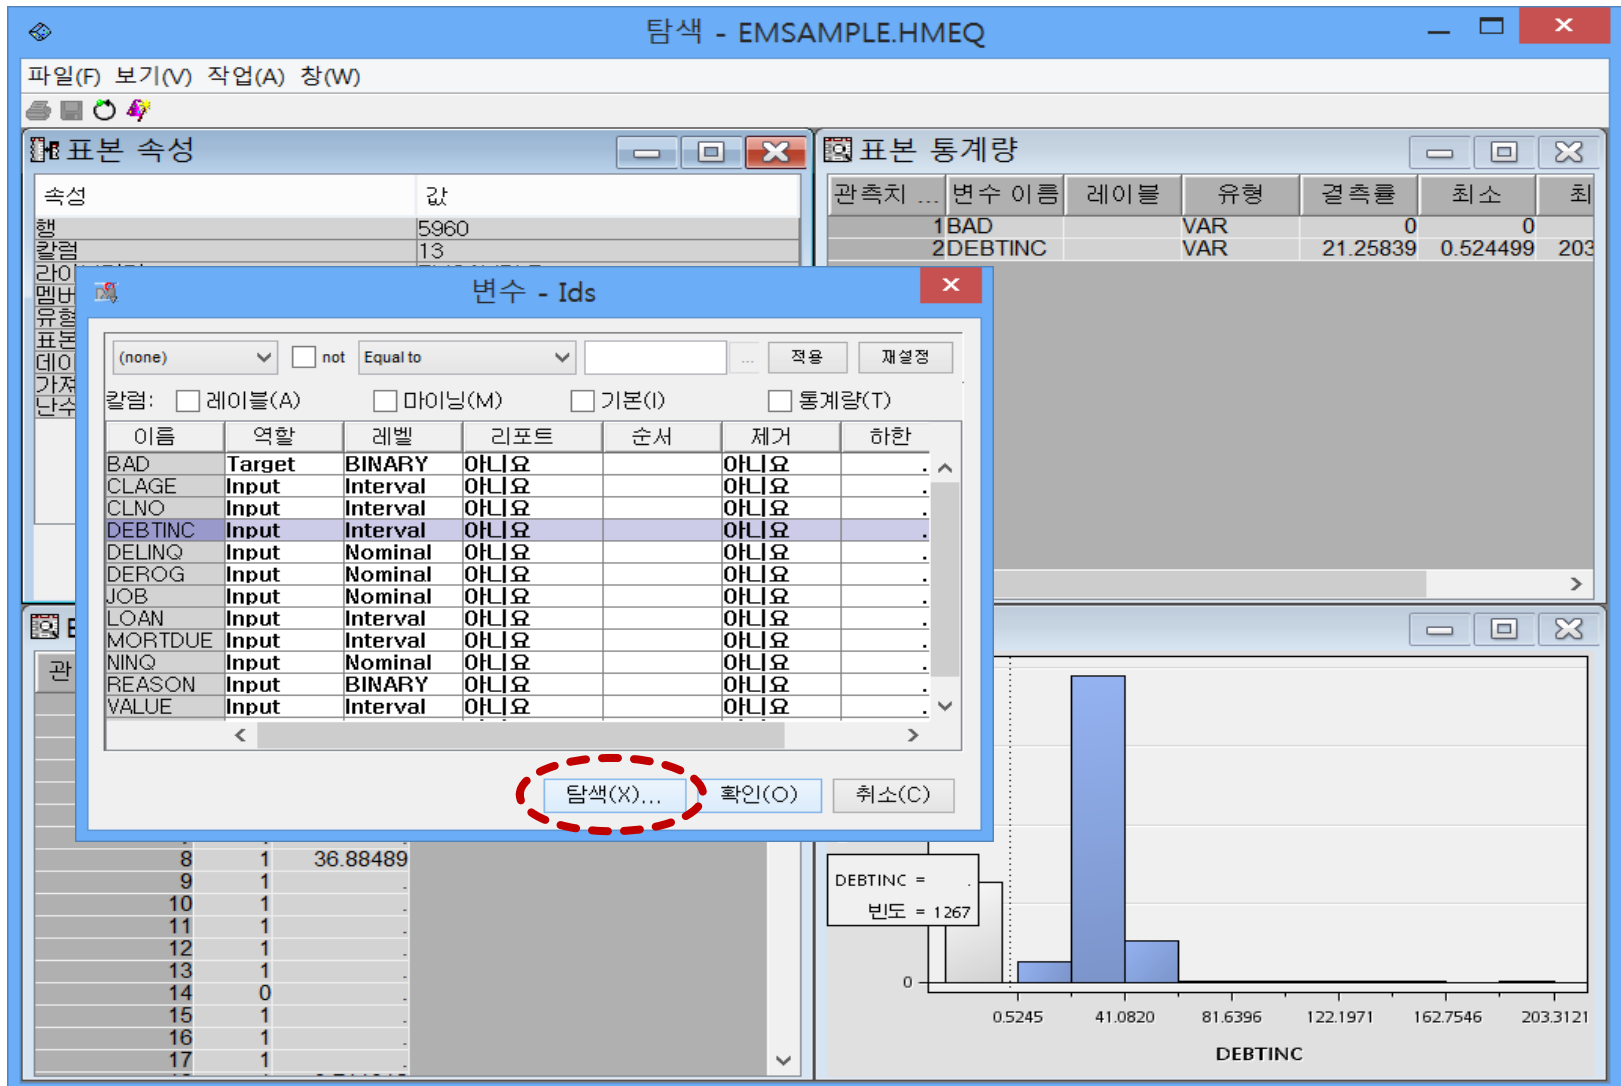 탐색 - EMSAMPLE.HMEQ
파일(F) 보기(V) 작업(A) 창(W)
표본 속성
속성 값
행 5960
칼럼 13
멤버
유형
표본
난수
표본 통계량
관측치 ... 변수 이름 레이블 유형 결측률 최소 최
1 BAD VAR 0 0
2 DEBTINC VAR 21.25839 0.524499 203
변수 - Ids
(none) not Equal to ... 적용 재설정
칼럼: 레이블(A) 마이닝(M) 기본(I) 통계량(T)
이름 역할 레벨 리포트 순서 제거 하한
BAD Target BINARY 아니요 아니요 .
CLAGE Input Interval 아니요 아니요 .
CLNO Input Interval 아니요 아니요 .
DEBTINC Input Interval 아니요 아니요 .
DELINQ Input Nominal 아니요 아니요 .
DEROG Input Nominal 아니요 아니요 .
JOB Input Nominal 아니요 아니요 .
LOAN Input Interval 아니요 아니요 .
MORTDUE Input Interval 아니요 아니요 .
NINQ Input Nominal 아니요 아니요 .
REASON Input BINARY 아니요 아니요 .
VALUE Input Interval 아니요 아니요 .
탐색(X)... 확인(O) 취소(C)
관
8 1 36.88489
9 1 .
10 1 .
11 1 .
12 1 .
13 1 .
14 0 .
15 1 .
16 1 .
17 1 .
DEBTINC = .
빈도 = 1267
0
0.5245 41.0820 81.6396 122.1971 162.7546 203.3121
DEBTINC